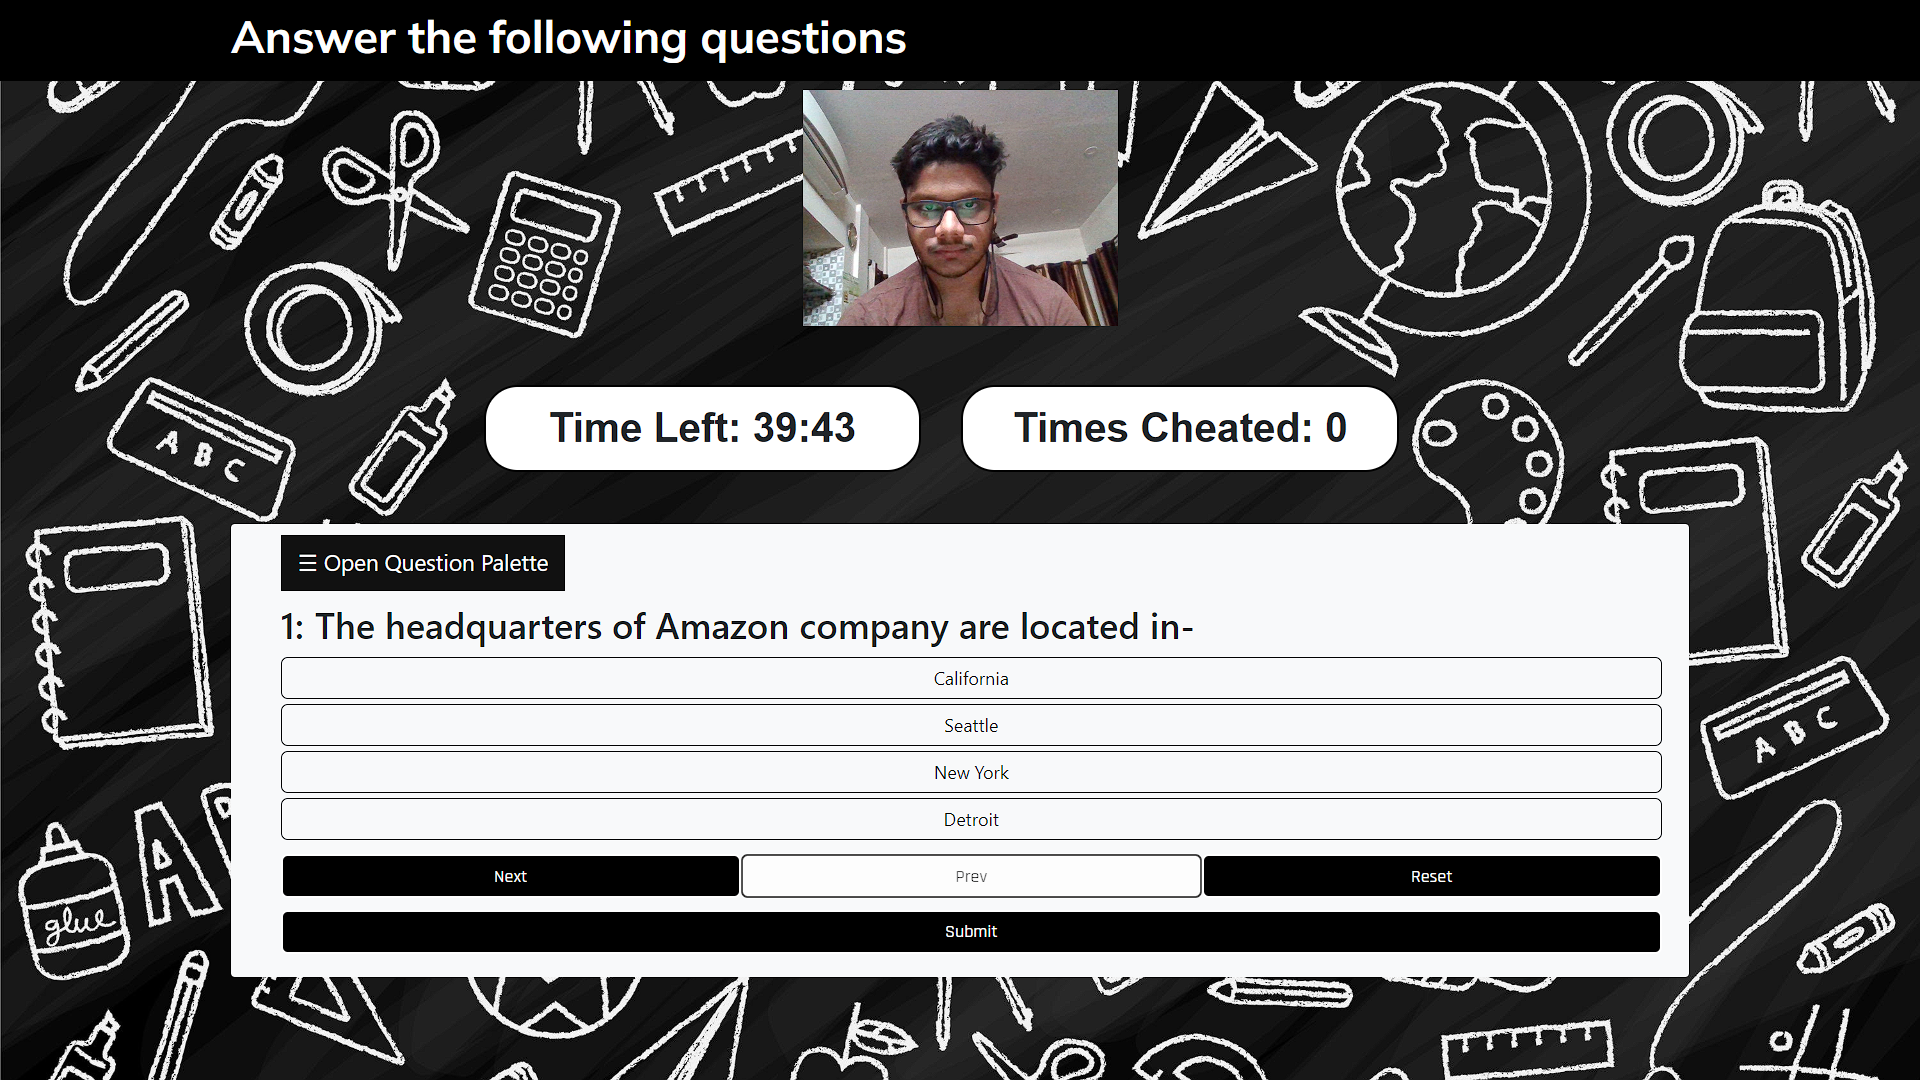 Answer the following questions
Time Left: 39:43
Times Cheated: 0
☰ Open Question Palette
1: The headquarters of Amazon company are located in-
California
Seattle
New York
Detroit
Next
Prev
Reset
Submit
A B C
A B C
glue